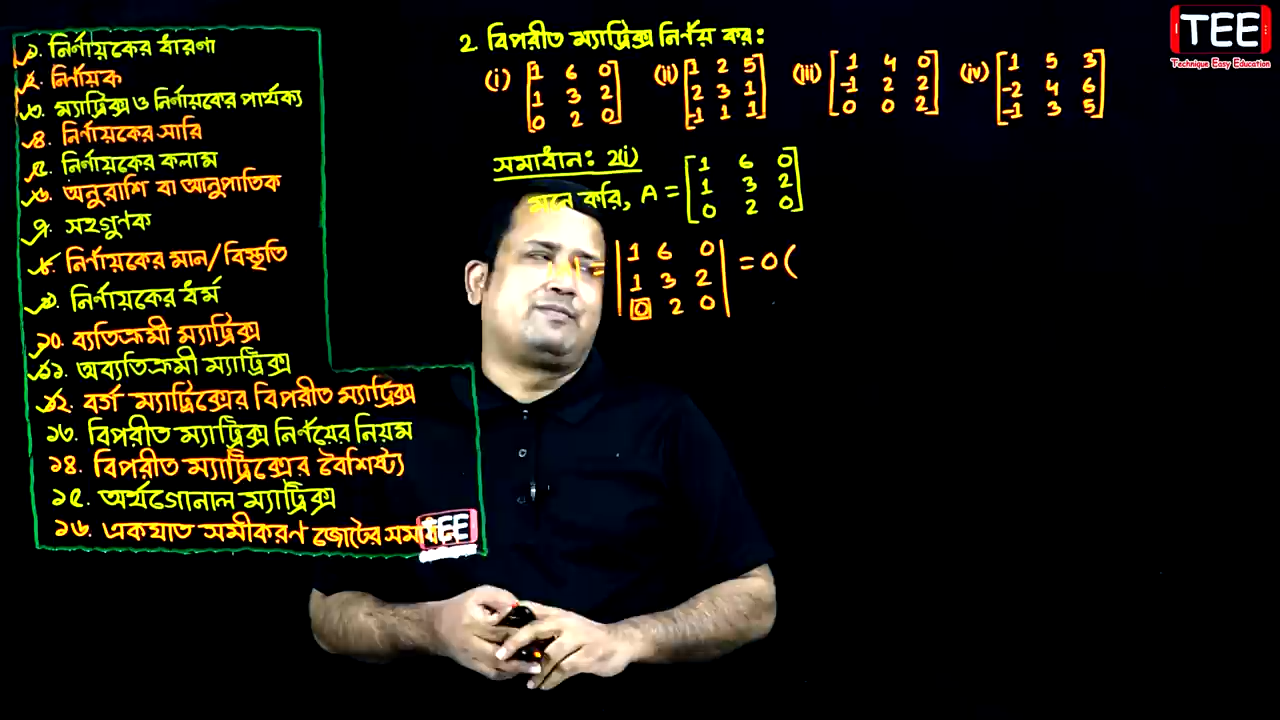 ১. নির্ণায়কের ধারণা
২. নির্ণায়ক
৩. ম্যাট্রিক্স ও নির্ণায়কের পার্থক্য
৪. নির্ণায়কের সারি
৫. নির্ণায়কের কলাম
৬. অনুরাশি বা আনুপাতিক
৭. সহগুণক
৮. নির্ণায়কের মান/বিস্তৃতি
৯. নির্ণায়কের ধর্ম
১০. ব্যতিক্রমী ম্যাট্রিক্স
১১. অব্যতিক্রমী ম্যাট্রিক্স
১২. বর্গ ম্যাট্রিক্সের বিপরীত ম্যাট্রিক্স
১৩. বিপরীত ম্যাট্রিক্স নির্ণয়ের নিয়ম
১৪. বিপরীত ম্যাট্রিক্সের বৈশিষ্ট্য
১৫. অর্থগোনাল ম্যাট্রিক্স
১৬. একঘাত সমীকরণ জোটের
TEE
2. বিপরীত ম্যাট্রিক্স নির্ণয় কর:
(i) [1 6 0 (ii) [1 2 5 (iii) [1 4 0 (iv) [1 5 3
1 3 2 2 3 1 -1 2 2 -2 4 6
0 2 0] -1 1 1] 0 0 2] -1 3 5]
সমাধান: 2(i)
মনে করি, A = [1 6 0
1 3 2
0 2 0]
= |1 6 0
1 3 2 = 0(
0 2 0|
TEE
Technique Easy Education